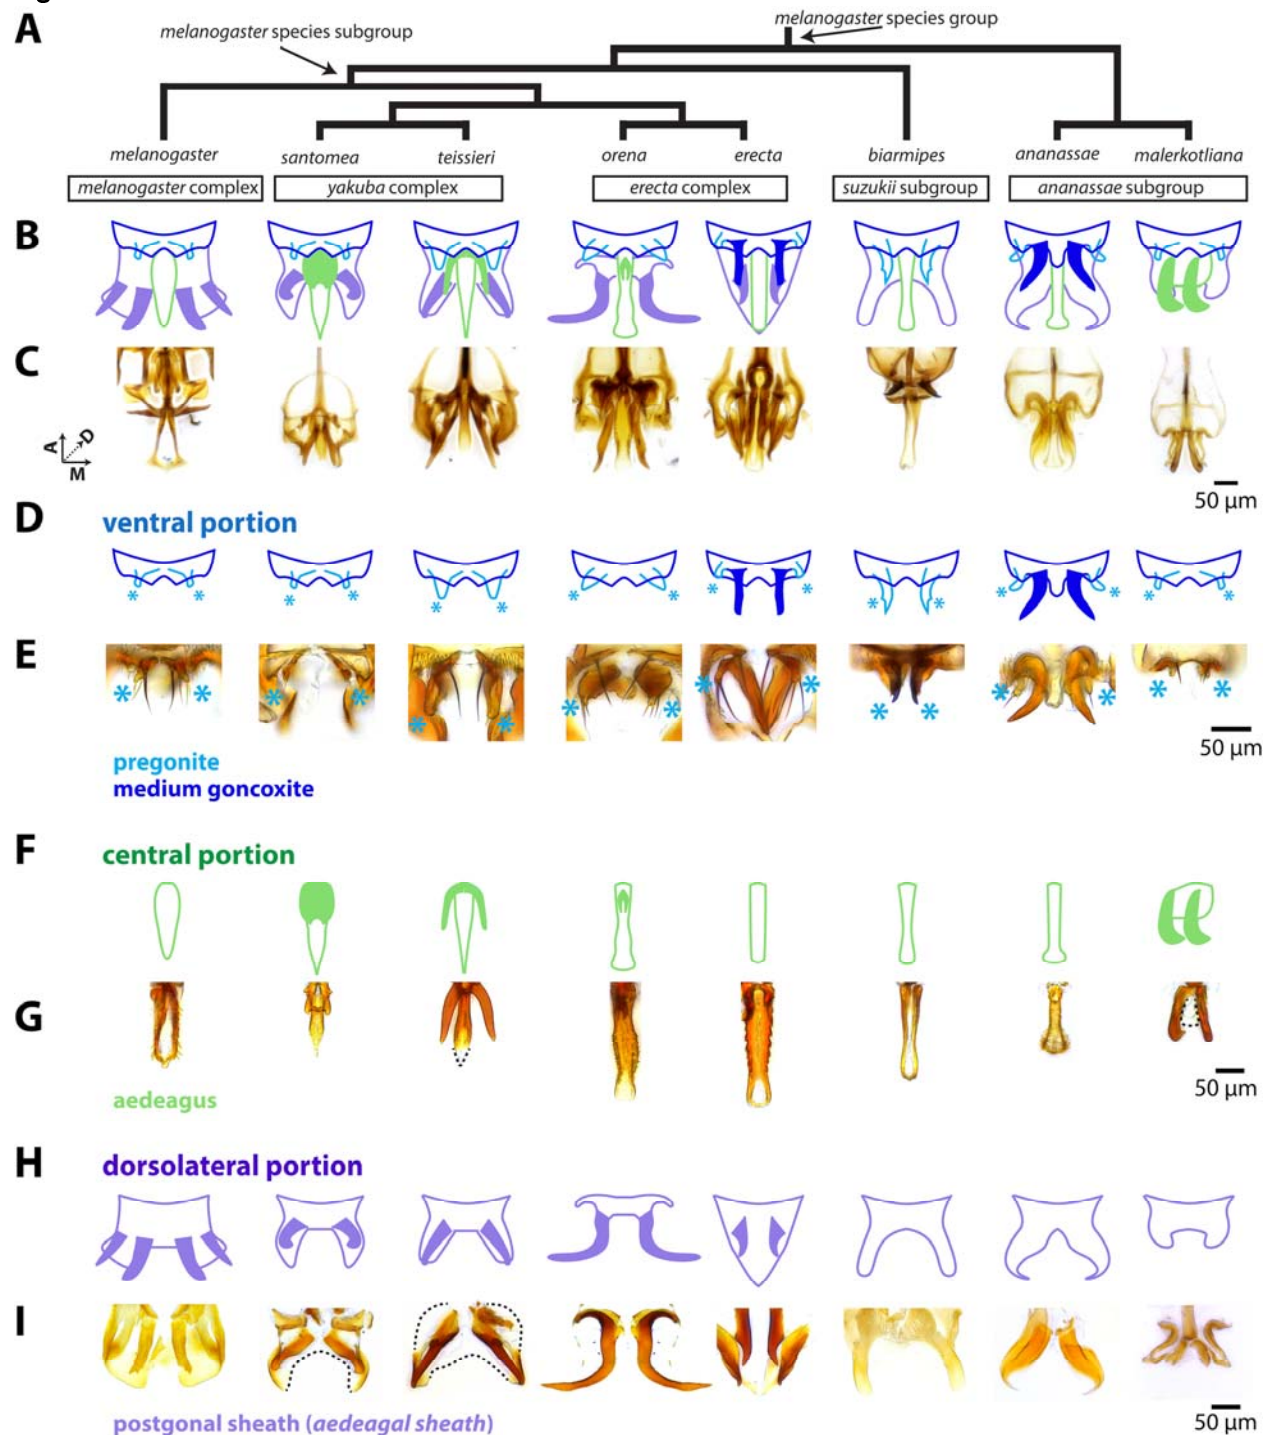 A
melanogaster species group
melanogaster species subgroup
melanogaster santomea teissieri orena erecta biarmipes ananassae malerkotliana
melanogaster complex yakuba complex erecta complex suzukii subgroup ananassae subgroup
B
C
A D
M
50 µm
D
ventral portion
* * * * * * * * * * * * * * * *
E
* * * * * * * * * * * * * * * *
50 µm
pregonite
medium goncoxite
F
central portion
G
50 µm
aedeagus
H
dorsolateral portion
I
50 µm
postgonal sheath (aedeagal sheath)